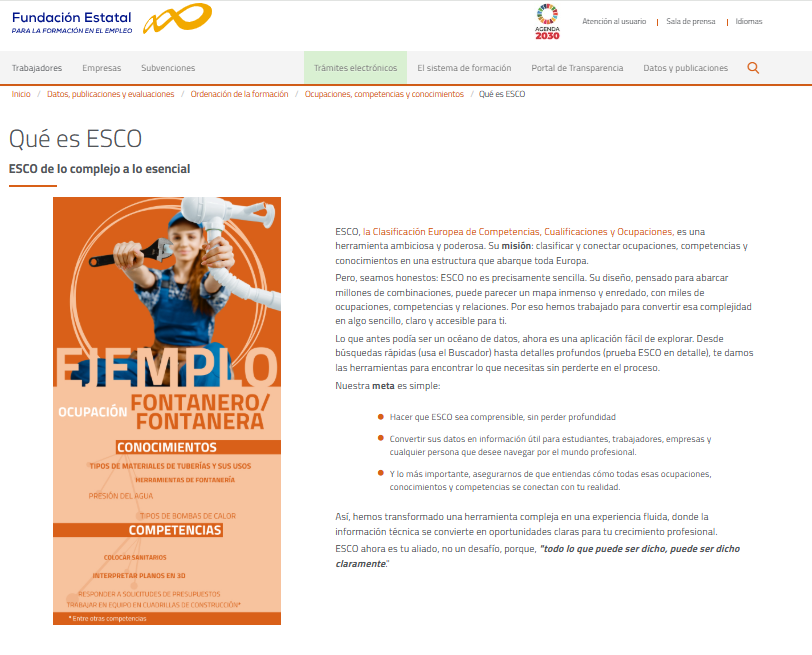 Fundación Estatal
PARA LA FORMACIÓN EN EL EMPLEO
AGENDA
2030
Atención al usuario | Sala de prensa | Idiomas
Trabajadores Empresas Subvenciones Trámites electrónicos El sistema de formación Portal de Transparencia Datos y publicaciones
Inicio / Datos, publicaciones y evaluaciones / Ordenación de la formación / Ocupaciones, competencias y conocimientos / Qué es ESCO
Qué es ESCO
ESCO de lo complejo a lo esencial
EJEMPLO
OCUPACIÓN FONTANERO/
FONTANERA
CONOCIMIENTOS
TIPOS DE MATERIALES DE TUBERÍAS Y SUS USOS
HERRAMIENTAS DE FONTANERÍA
PRESIÓN DEL AGUA
TIPOS DE BOMBAS DE CALOR
COMPETENCIAS
COLOCAR SANITARIOS
INTERPRETAR PLANOS EN 3D
RESPONDER A SOLICITUDES DE PRESUPUESTOS
TRABAJAR EN EQUIPO EN CUADRILLAS DE CONSTRUCCIÓN*
* Entre otras competencias
ESCO, la Clasificación Europea de Competencias, Cualificaciones y Ocupaciones, es una
herramienta ambiciosa y poderosa. Su misión: clasificar y conectar ocupaciones, competencias y
conocimientos en una estructura que abarque toda Europa.
Pero, seamos honestos: ESCO no es precisamente sencilla. Su diseño, pensado para abarcar
millones de combinaciones, puede parecer un mapa inmenso y enredado, con miles de
ocupaciones, competencias y relaciones. Por eso hemos trabajado para convertir esa complejidad
en algo sencillo, claro y accesible para ti.
Lo que antes podía ser un océano de datos, ahora es una aplicación fácil de explorar. Desde
búsquedas rápidas (usa el Buscador) hasta detalles profundos (prueba ESCO en detalle), te damos
las herramientas para encontrar lo que necesitas sin perderte en el proceso.
Nuestra meta es simple:
Hacer que ESCO sea comprensible, sin perder profundidad
Convertir sus datos en información útil para estudiantes, trabajadores, empresas y
cualquier persona que desee navegar por el mundo profesional.
Y lo más importante, asegurarnos de que entiendas cómo todas esas ocupaciones,
conocimientos y competencias se conectan con tu realidad.
Así, hemos transformado una herramienta compleja en una experiencia fluida, donde la
información técnica se convierte en oportunidades claras para tu crecimiento profesional.
ESCO ahora es tu aliado, no un desafío, porque, "todo lo que puede ser dicho, puede ser dicho
claramente."